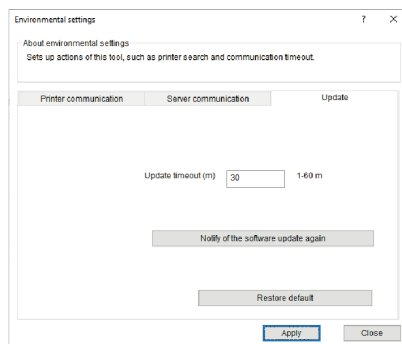 Environmental settings ? ×
About environmental settings
Sets up actions of this tool, such as printer search and communication timeout.
Printer communication Server communication Update
Update timeout (m) 30 1-60 m
Notify of the software update again
Restore default
Apply Close